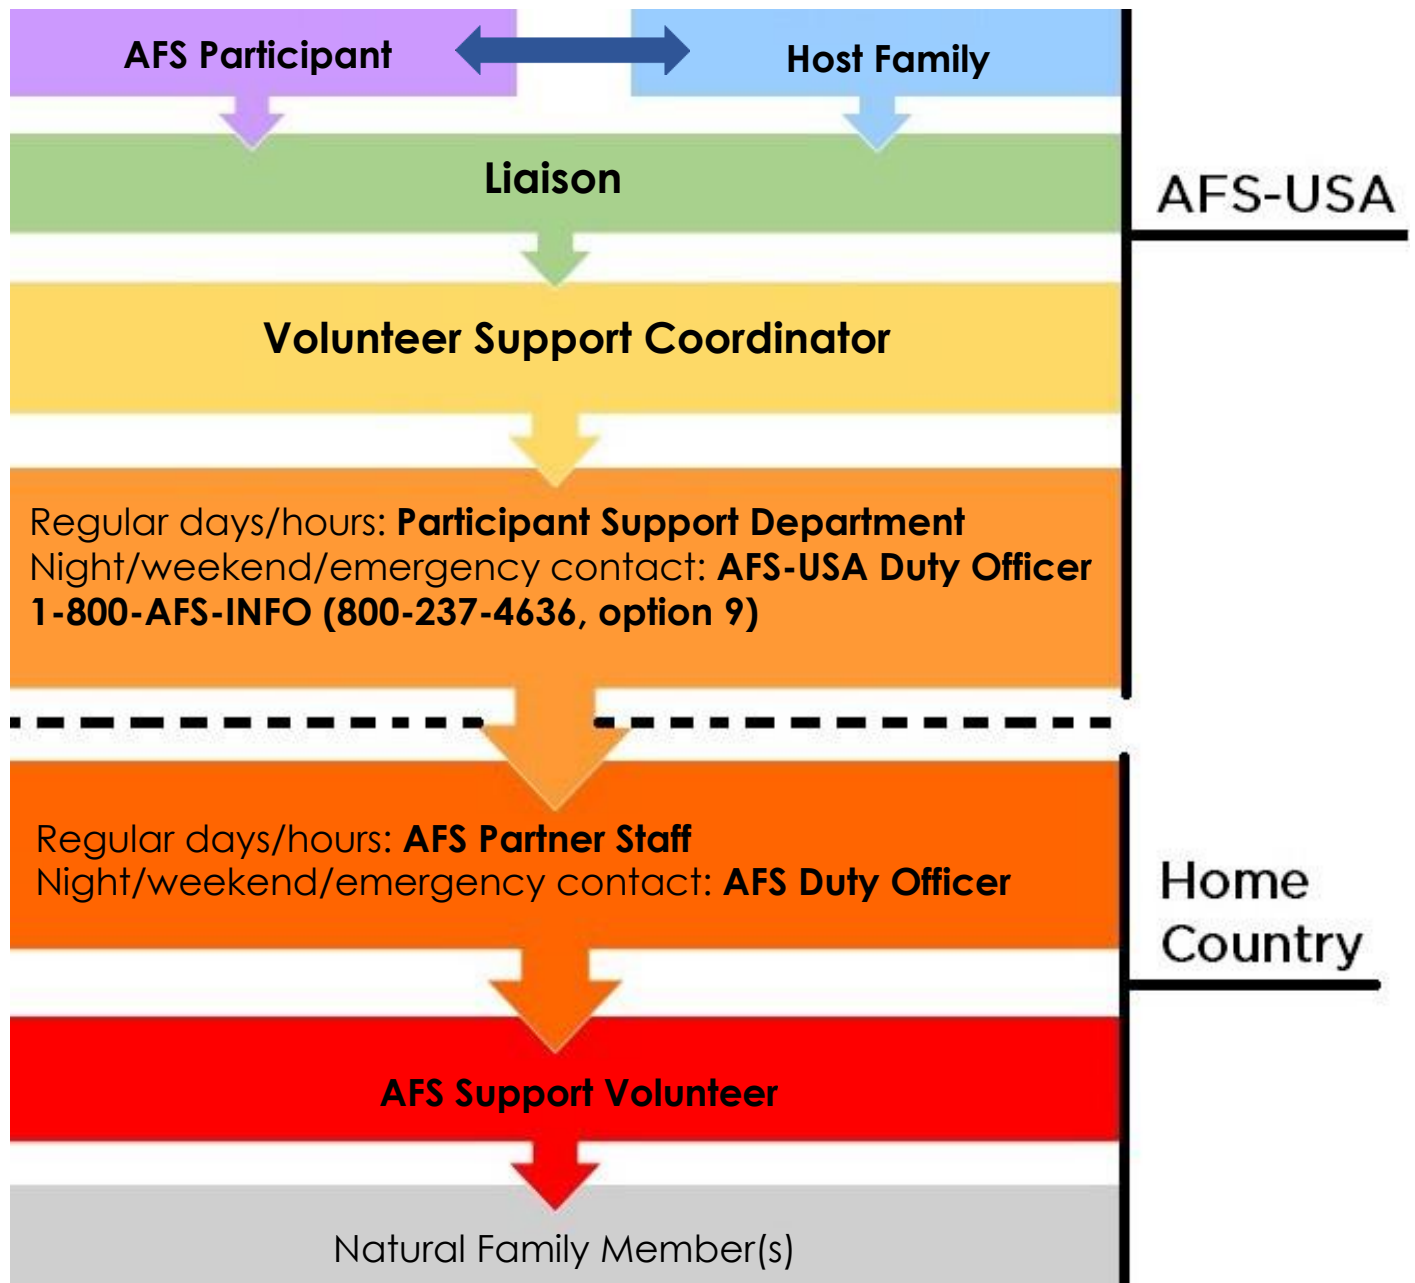 AFS Participant
Host Family
Liaison
AFS-USA
Volunteer Support Coordinator
Regular days/hours: Participant Support Department
Night/weekend/emergency contact: AFS-USA Duty Officer
1-800-AFS-INFO (800-237-4636, option 9)
Regular days/hours: AFS Partner Staff
Night/weekend/emergency contact: AFS Duty Officer
Home
Country
AFS Support Volunteer
Natural Family Member(s)